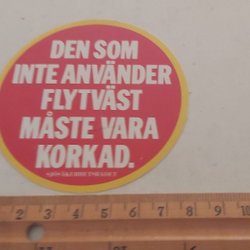 DEN SOM
INTE ANVÄNDER
FLYTVÄST
MÅSTE VARA
KORKAD.
2 3 4 5 6 7 8 9 10